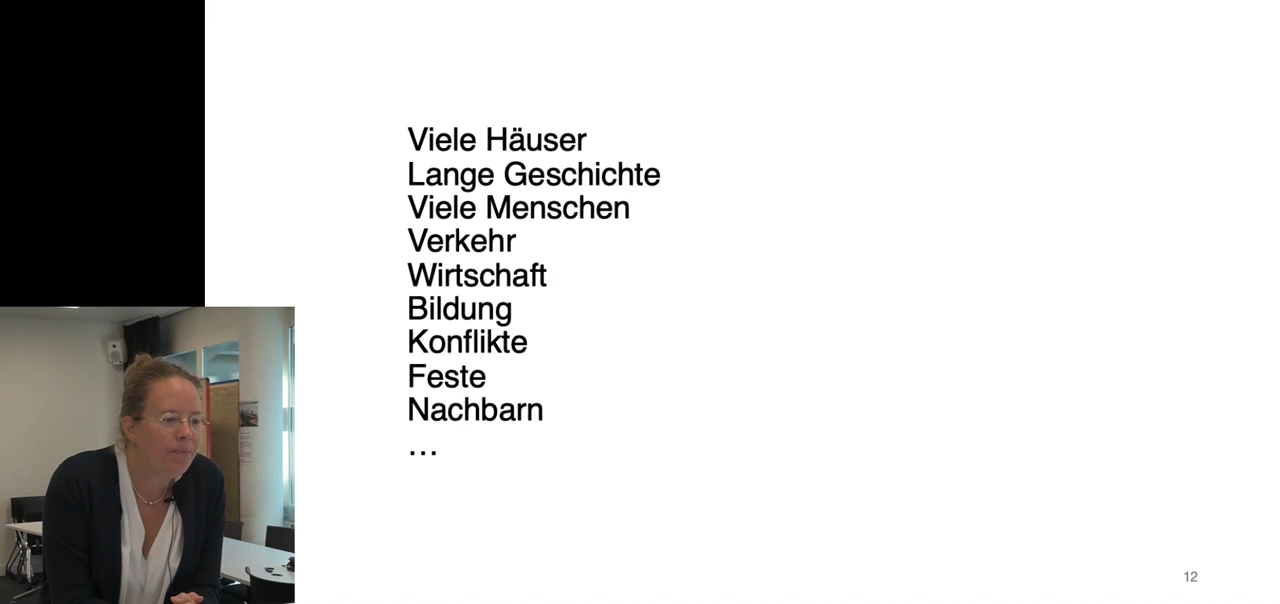 Viele Häuser
Lange Geschichte
Viele Menschen
Verkehr
Wirtschaft
Bildung
Konflikte
Feste
Nachbarn
…
12